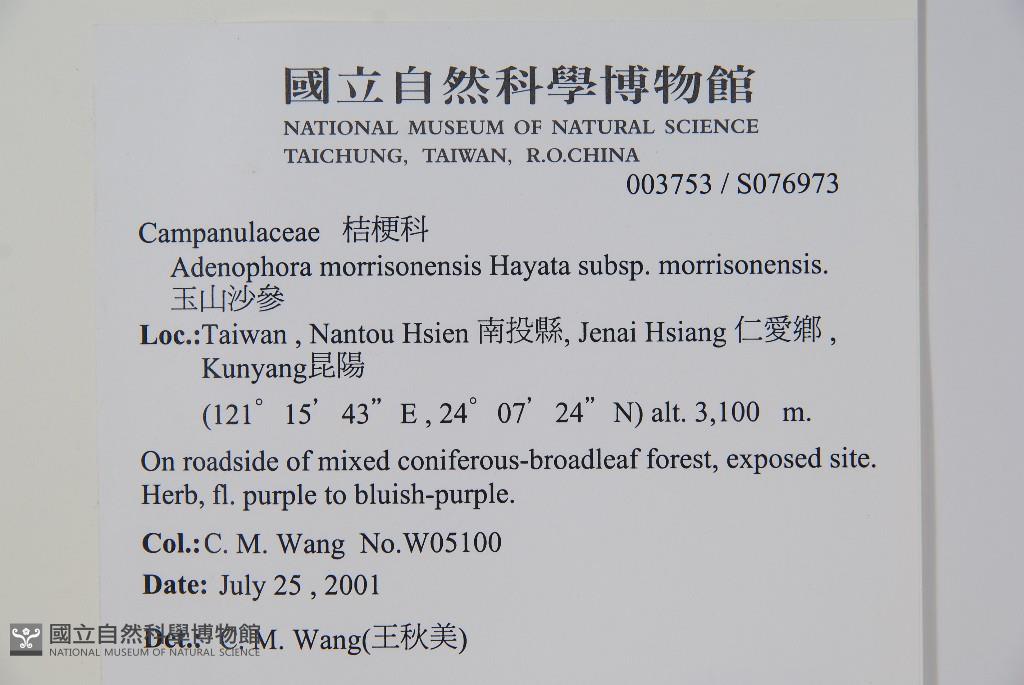 國立自然科學博物館
NATIONAL MUSEUM OF NATURAL SCIENCE
TAICHUNG, TAIWAN, R.O.CHINA
003753 / S076973
Campanulaceae 桔梗科
Adenophora morrisonensis Hayata subsp. morrisonensis.
玉山沙參
Loc.:Taiwan , Nantou Hsien 南投縣, Jenai Hsiang 仁愛鄉 ,
Kunyang昆陽
(121° 15’ 43” E , 24° 07’ 24” N) alt. 3,100 m.
On roadside of mixed coniferous-broadleaf forest, exposed site.
Herb, fl. purple to bluish-purple.
Col.:C. M. Wang No.W05100
Date: July 25 , 2001
Det.: C. M. Wang(王秋美)
國立自然科學博物館
NATIONAL MUSEUM OF NATURAL SCIENCE